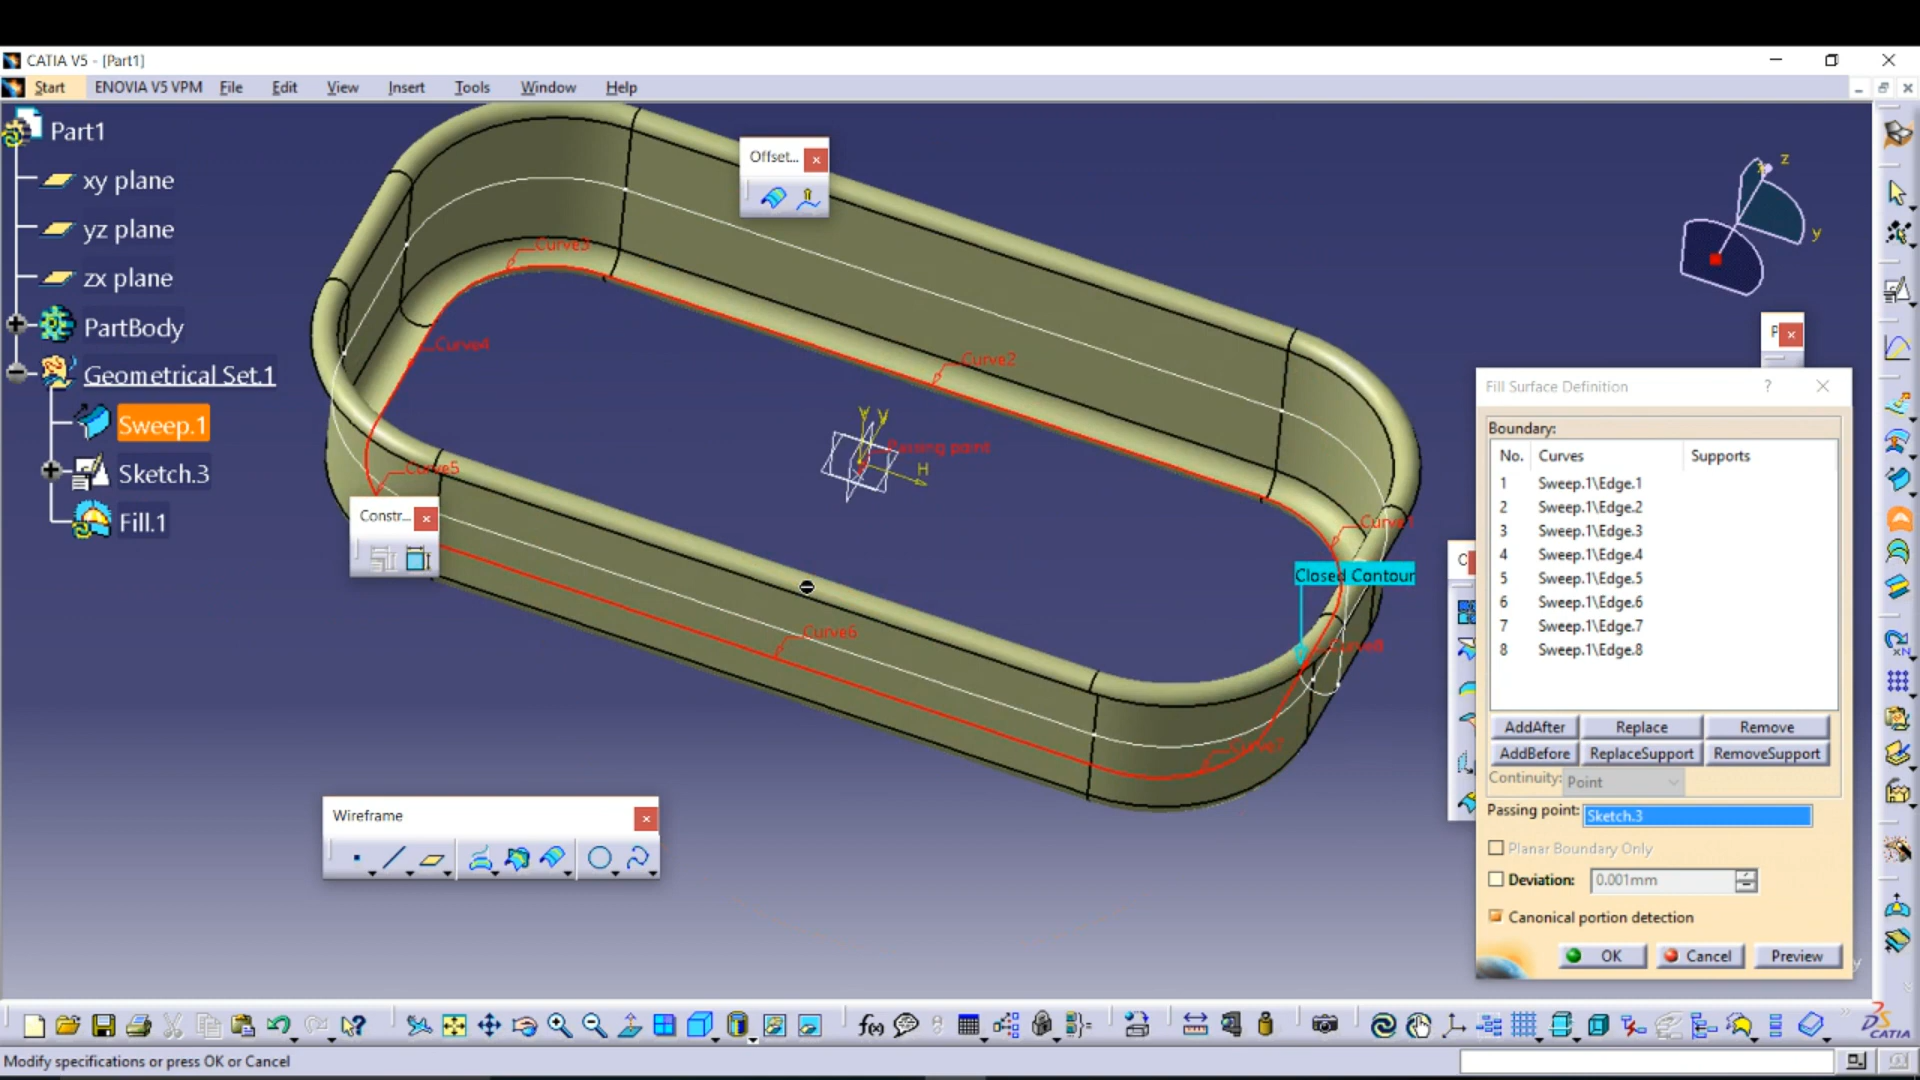 CATIA V5 - [Part1]
Start ENOVIA V5 VPM File Edit View Insert Tools Window Help
Part1
xy plane
yz plane
zx plane
PartBody
Geometrical Set.1
Sweep.1
Sketch.3
Fill.1
Offset...
z
y
Curve3
Curve4
Curve2
Passing point
H
Curve5
Constr...
Curve1
Closed Contour
Curve6
Curve8
Curve7
Wireframe
Fill Surface Definition ?
Boundary:
No. Curves Supports
1 Sweep.1\Edge.1
2 Sweep.1\Edge.2
3 Sweep.1\Edge.3
4 Sweep.1\Edge.4
5 Sweep.1\Edge.5
6 Sweep.1\Edge.6
7 Sweep.1\Edge.7
8 Sweep.1\Edge.8
AddAfter Replace Remove
AddBefore ReplaceSupport RemoveSupport
Continuity: Point
Passing point: Sketch.3
Planar Boundary Only
Deviation: 0.001mm
Canonical portion detection
OK Cancel Preview
f(x)
CATIA
Modify specifications or press OK or Cancel